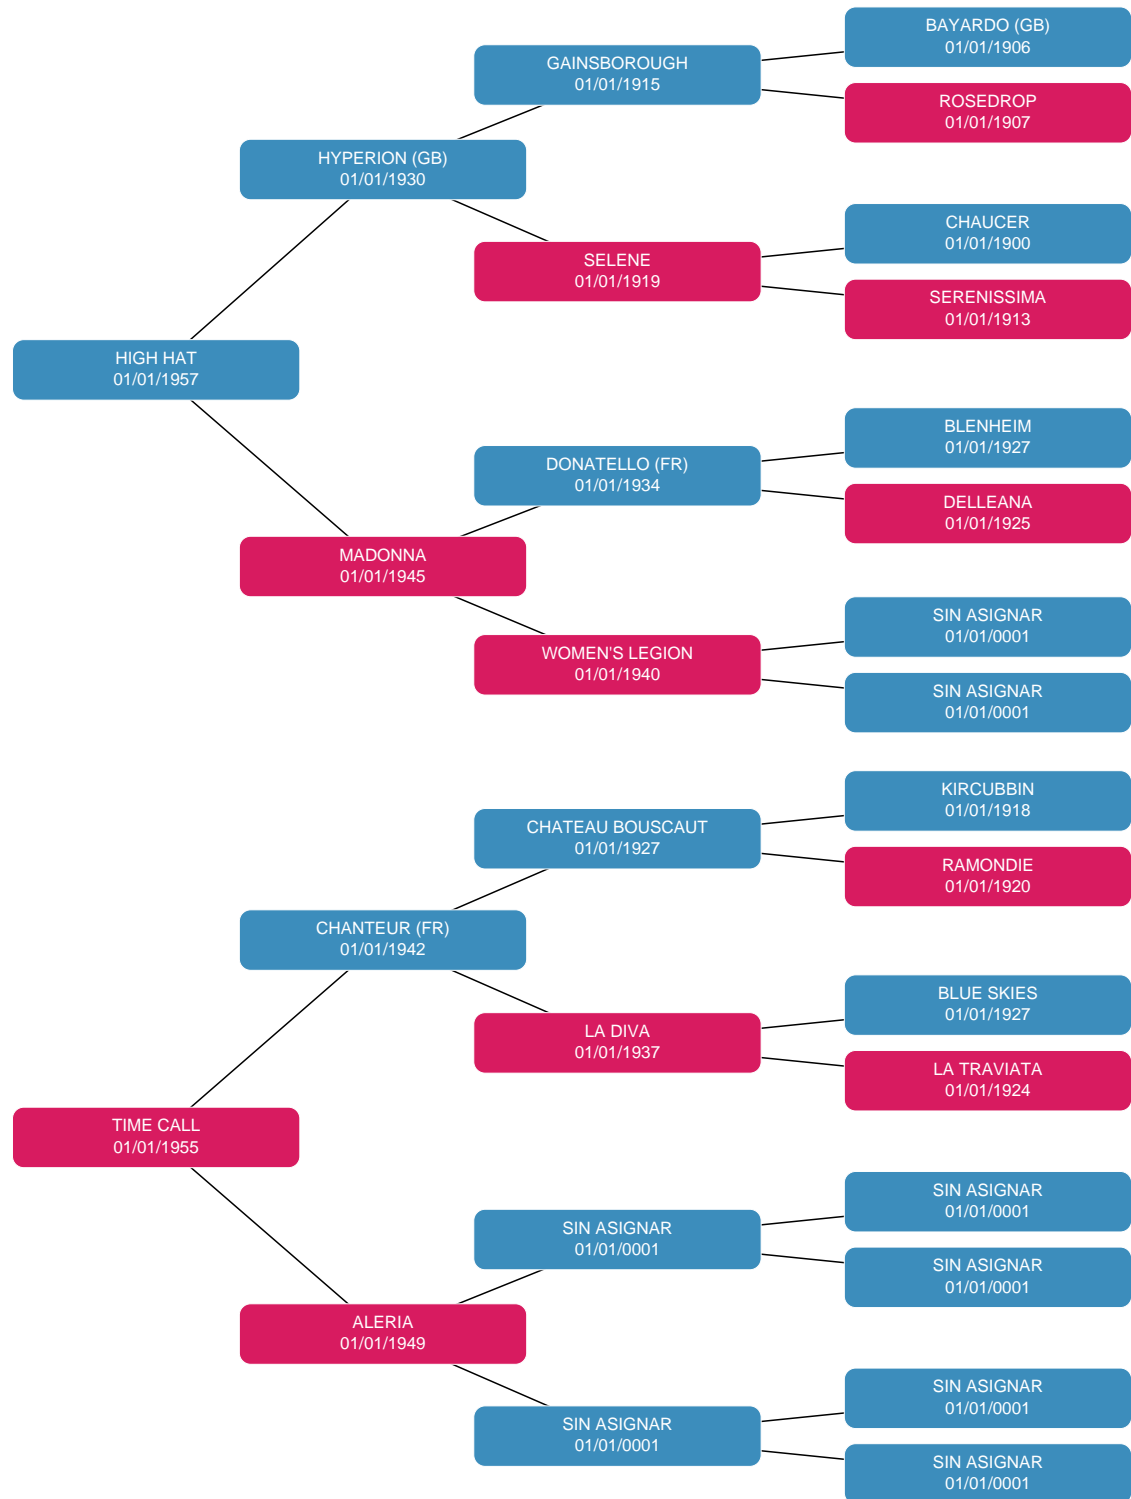 BAYARDO (GB)
01/01/1906
GAINSBOROUGH
01/01/1915
ROSEDROP
01/01/1907
HYPERION (GB)
01/01/1930
CHAUCER
01/01/1900
SELENE
01/01/1919
SERENISSIMA
01/01/1913
HIGH HAT
01/01/1957
BLENHEIM
01/01/1927
DONATELLO (FR)
01/01/1934
DELLEANA
01/01/1925
MADONNA
01/01/1945
SIN ASIGNAR
01/01/0001
WOMEN'S LEGION
01/01/1940
SIN ASIGNAR
01/01/0001
KIRCUBBIN
01/01/1918
CHATEAU BOUSCAUT
01/01/1927
RAMONDIE
01/01/1920
CHANTEUR (FR)
01/01/1942
BLUE SKIES
01/01/1927
LA DIVA
01/01/1937
LA TRAVIATA
01/01/1924
TIME CALL
01/01/1955
SIN ASIGNAR
01/01/0001
SIN ASIGNAR
01/01/0001
SIN ASIGNAR
01/01/0001
ALERIA
01/01/1949
SIN ASIGNAR
01/01/0001
SIN ASIGNAR
01/01/0001
SIN ASIGNAR
01/01/0001